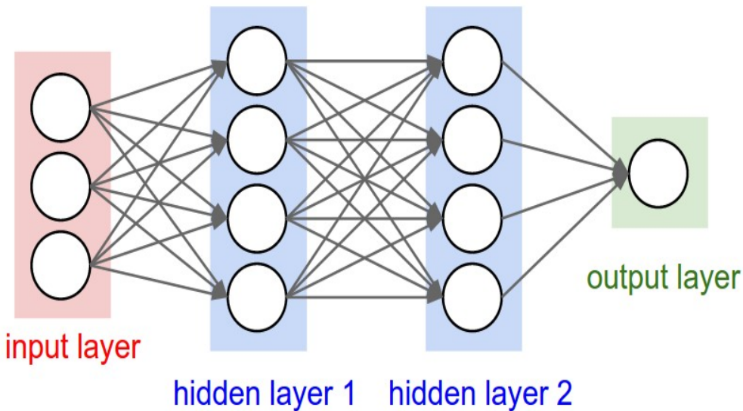 input layer
hidden layer 1
hidden layer 2
output layer